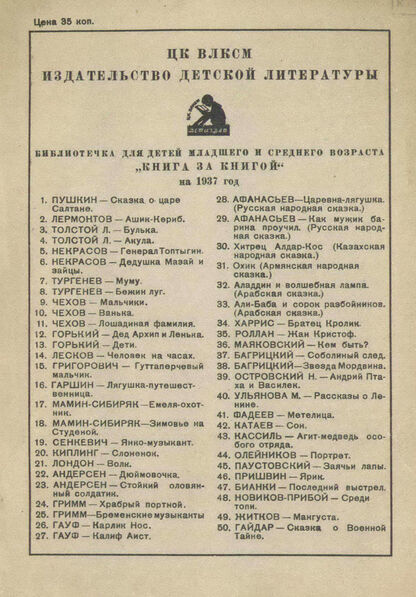 Цена 35 коп.
ЦК ВЛКСМ
ИЗДАТЕЛЬСТВО ДЕТСКОЙ ЛИТЕРАТУРЫ
БИБЛИОТЕЧКА ДЛЯ ДЕТЕЙ МЛАДШЕГО И СРЕДНЕГО ВОЗРАСТА
„КНИГА ЗА КНИГОЙ“
на 1937 год
1. ПУШКИН — Сказка о царе
Салтане.
2. ЛЕРМОНТОВ — Ашик-Кериб.
3. ТОЛСТОЙ Л. — Булька.
4. ТОЛСТОЙ Л. — Акула.
5. НЕКРАСОВ — Генерал Топтыгин.
6. НЕКРАСОВ — Дедушка Мазай и
зайцы.
7. ТУРГЕНЕВ — Муму.
8. ТУРГЕНЕВ — Бежин луг.
9. ЧЕХОВ — Мальчики.
10. ЧЕХОВ — Ванька.
11. ЧЕХОВ — Лошадиная фамилия.
12. ГОРЬКИЙ — Дед Архип и Ленька.
13. ГОРЬКИЙ — Дети.
14. ЛЕСКОВ — Человек на часах.
15. ГРИГОРОВИЧ — Гуттаперчевый
мальчик.
16. ГАРШИН — Лягушка-путешест-
венница.
17. МАМИН-СИБИРЯК — Емеля-охот-
ник.
18. МАМИН-СИБИРЯК — Зимовье на
Студеной.
19. СЕНКЕВИЧ — Янко-музыкант.
20. КИПЛИНГ — Слоненок.
21. ЛОНДОН — Волк.
22. АНДЕРСЕН — Дюймовочка.
23. АНДЕРСЕН — Стойкий оловян-
ный солдатик.
24. ГРИММ — Храбрый портной.
25. ГРИММ — Бременские музыканты
26. ГАУФ — Карлик Нос.
27. ГАУФ — Калиф Аист.
28. АФАНАСЬЕВ — Царевна-лягушка.
(Русская народная сказка.)
29. АФАНАСЬЕВ — Как мужик ба-
рина проучил. (Русская народ-
ная сказка.)
30. Хитрец Алдар-Кос (Казахская
народная сказка.)
31. Охик (Армянская народная
сказка.)
32. Аладдин и волшебная лампа.
(Арабская сказка.)
33. Али-Баба и сорок разбойников.
(Арабская сказка.)
34. ХАРРИС — Братец Кролик.
35. РОЛЛАН — Жан Кристоф.
36. МАЯКОВСКИЙ — Кем быть?
37. БАГРИЦКИЙ — Соболиный след.
38. БАГРИЦКИЙ — Звезда Мордвина.
39. ОСТРОВСКИЙ Н. — Андрий Пта-
ха и Василек.
40. УЛЬЯНОВА М. — Рассказы о Ле-
нине.
41. ФАДЕЕВ — Метелица.
42. КАТАЕВ — Сон.
43. КАССИЛЬ — Агит-медведь осо-
бого отряда.
44. ОЛЕЙНИКОВ — Портрет.
45. ПАУСТОВСКИЙ — Заячьи лапы.
46. ПРИШВИН — Ярик.
47. БИАНКИ — Последний выстрел.
48. НОВИКОВ-ПРИБОЙ — Среди
топи.
49. ЖИТКОВ — Мангуста.
50. ГАЙДАР — Сказка о Военной
Тайне.